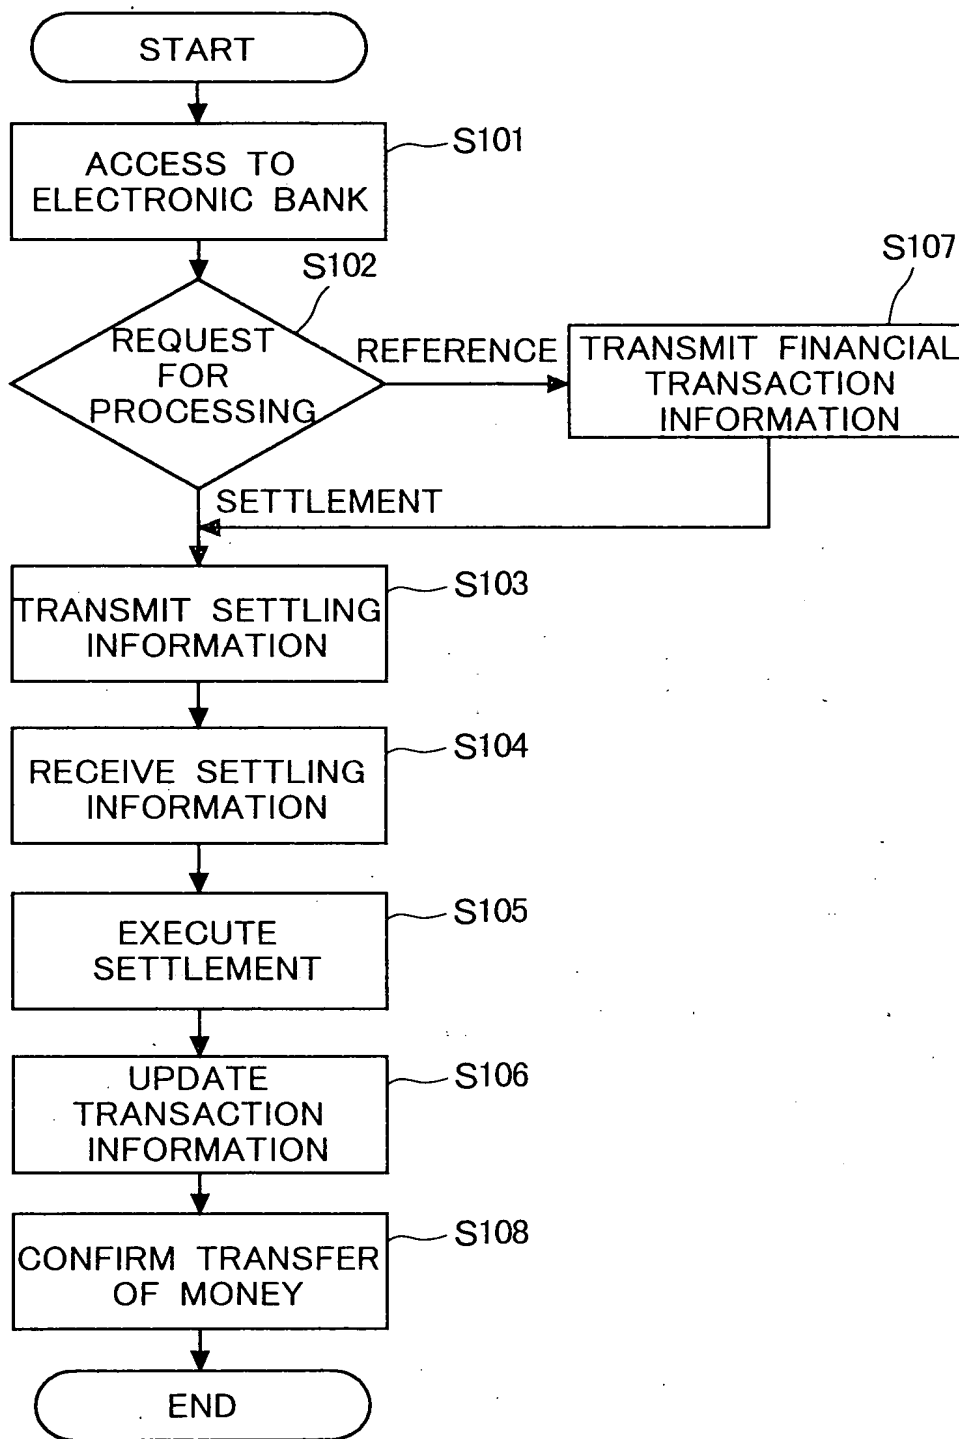 START
S101
ACCESS TO
ELECTRONIC BANK
S102
S107
REQUEST
FOR
PROCESSING
REFERENCE
TRANSMIT FINANCIAL
TRANSACTION
INFORMATION
SETTLEMENT
S103
TRANSMIT SETTLING
INFORMATION
S104
RECEIVE SETTLING
INFORMATION
S105
EXECUTE
SETTLEMENT
S106
UPDATE
TRANSACTION
INFORMATION
S108
CONFIRM TRANSFER
OF MONEY
END